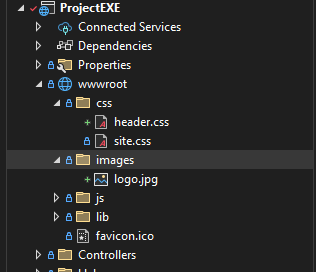 ProjectEXE
Connected Services
Dependencies
Properties
wwwroot
css
header.css
site.css
images
logo.jpg
js
lib
favicon.ico
Controllers